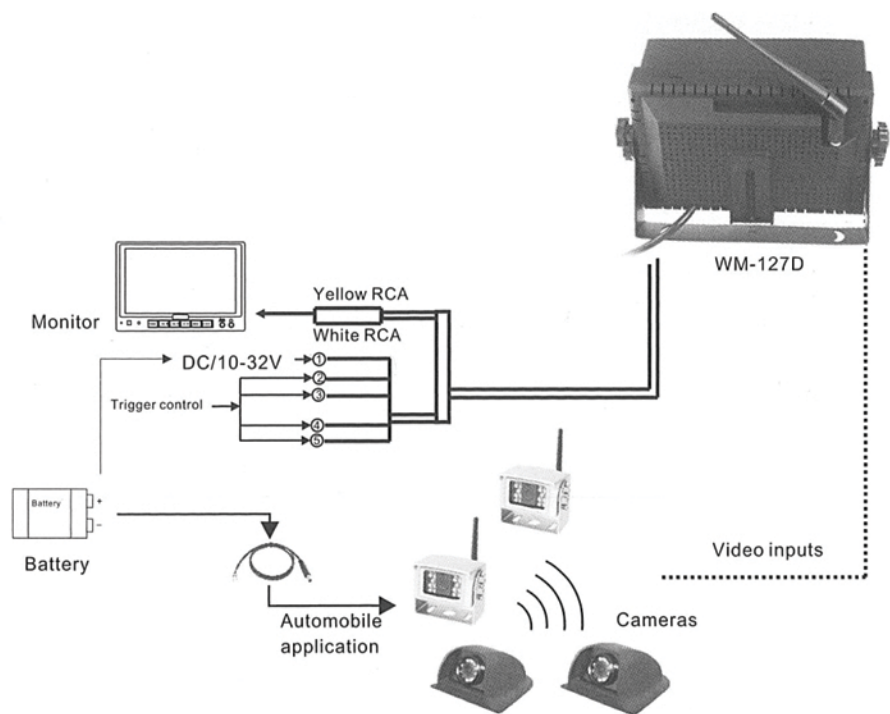 WM-127D
Yellow RCA
Monitor
White RCA
DC/10-32V
①
②
Trigger control
③
④
⑤
Battery
+
−
Battery
Video inputs
Automobile
application
Cameras